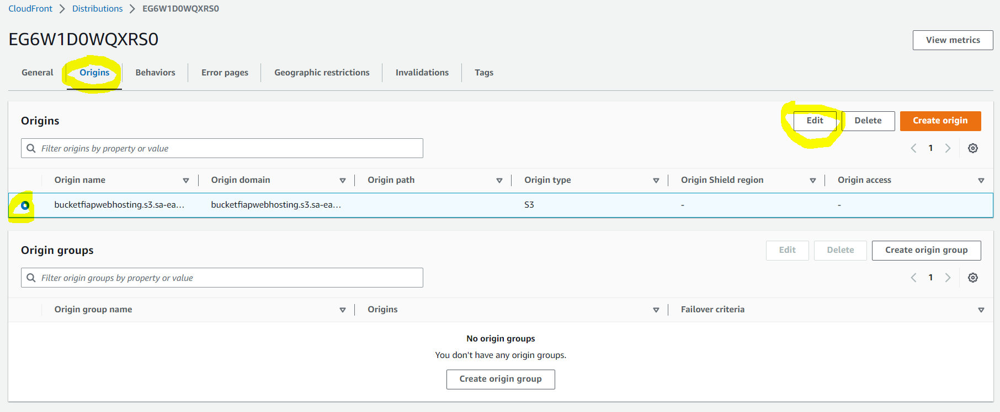 CloudFront > Distributions > EG6W1D0WQXRS0
EG6W1D0WQXRS0
View metrics
General Origins Behaviors Error pages Geographic restrictions Invalidations Tags
Origins
Edit Delete Create origin
Filter origins by property or value
1
Origin name Origin domain Origin path Origin type Origin Shield region Origin access
bucketfiapwebhosting.s3.sa-ea... bucketfiapwebhosting.s3.sa-ea... S3 - -
Origin groups
Edit Delete Create origin group
Filter origin groups by property or value
1
Origin group name Origins Failover criteria
No origin groups
You don't have any origin groups.
Create origin group